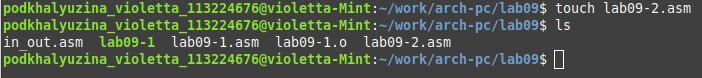 podkhalyuzina_violetta_113224676@violetta-Mint:~/work/arch-pc/lab09$ touch lab09-2.asm
podkhalyuzina_violetta_113224676@violetta-Mint:~/work/arch-pc/lab09$ ls
in_out.asm lab09-1 lab09-1.asm lab09-1.o lab09-2.asm
podkhalyuzina_violetta_113224676@violetta-Mint:~/work/arch-pc/lab09$